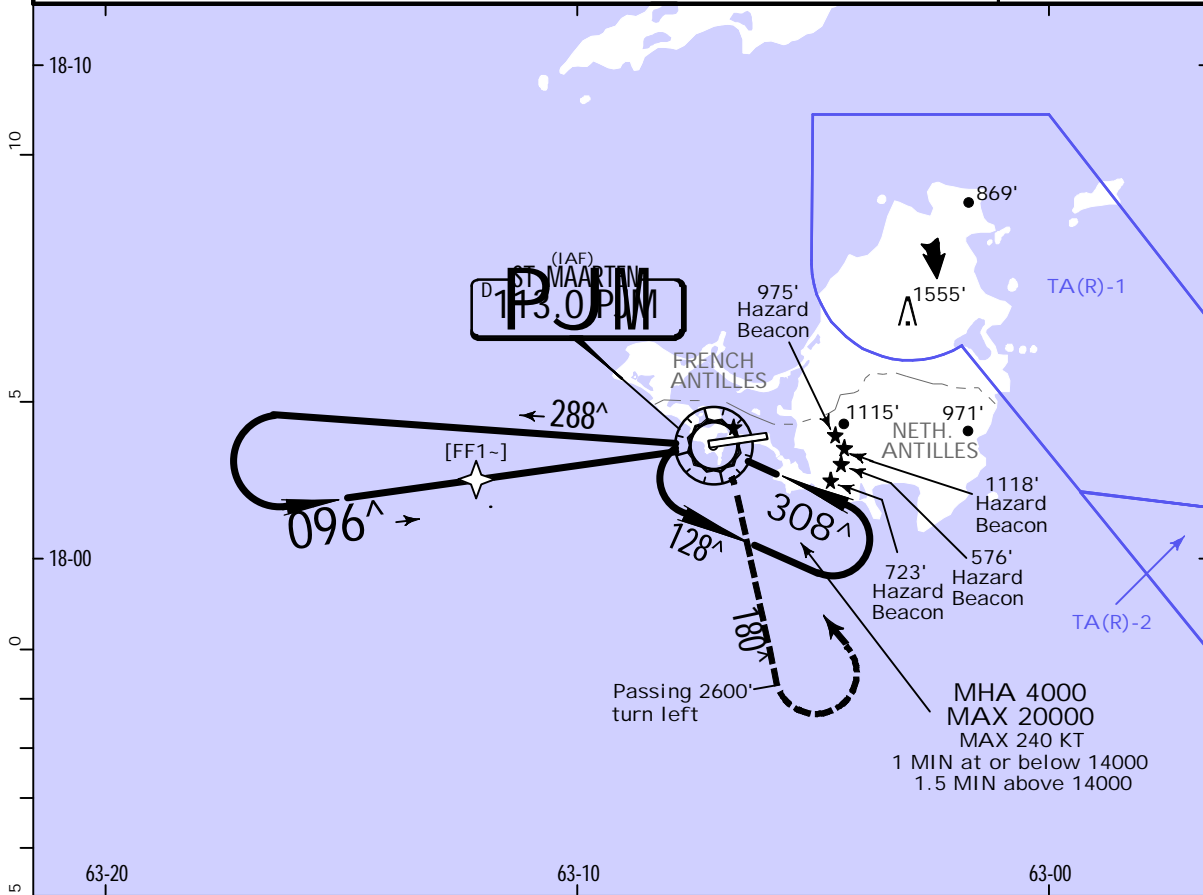 18-10
10
869'
(IAF)
ST. MAARTEN
D 113.0 PJM
PJM
975'
Hazard
Beacon
1555'
TA(R)-1
FRENCH
ANTILLES
5
288^
1115'
971'
NETH.
ANTILLES
[FF1~]
096^
308^
128^
1118'
Hazard
Beacon
18-00
576'
Hazard
Beacon
723'
Hazard
Beacon
TA(R)-2
0
180^
Passing 2600'
turn left
MHA 4000
MAX 20000
MAX 240 KT
1 MIN at or below 14000
1.5 MIN above 14000
5
63-20
63-10
63-00